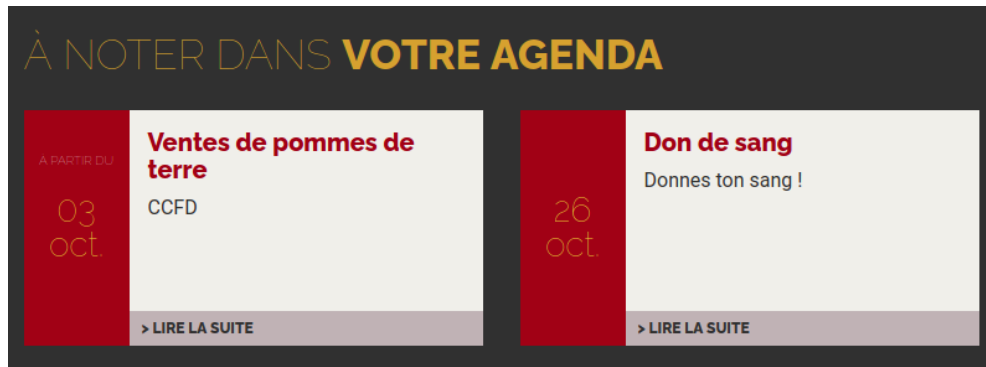 À NOTER DANS VOTRE AGENDA
À PARTIR DU
03
oct.
Ventes de pommes de
terre
CCFD
> LIRE LA SUITE
26
oct.
Don de sang
Donnes ton sang !
> LIRE LA SUITE